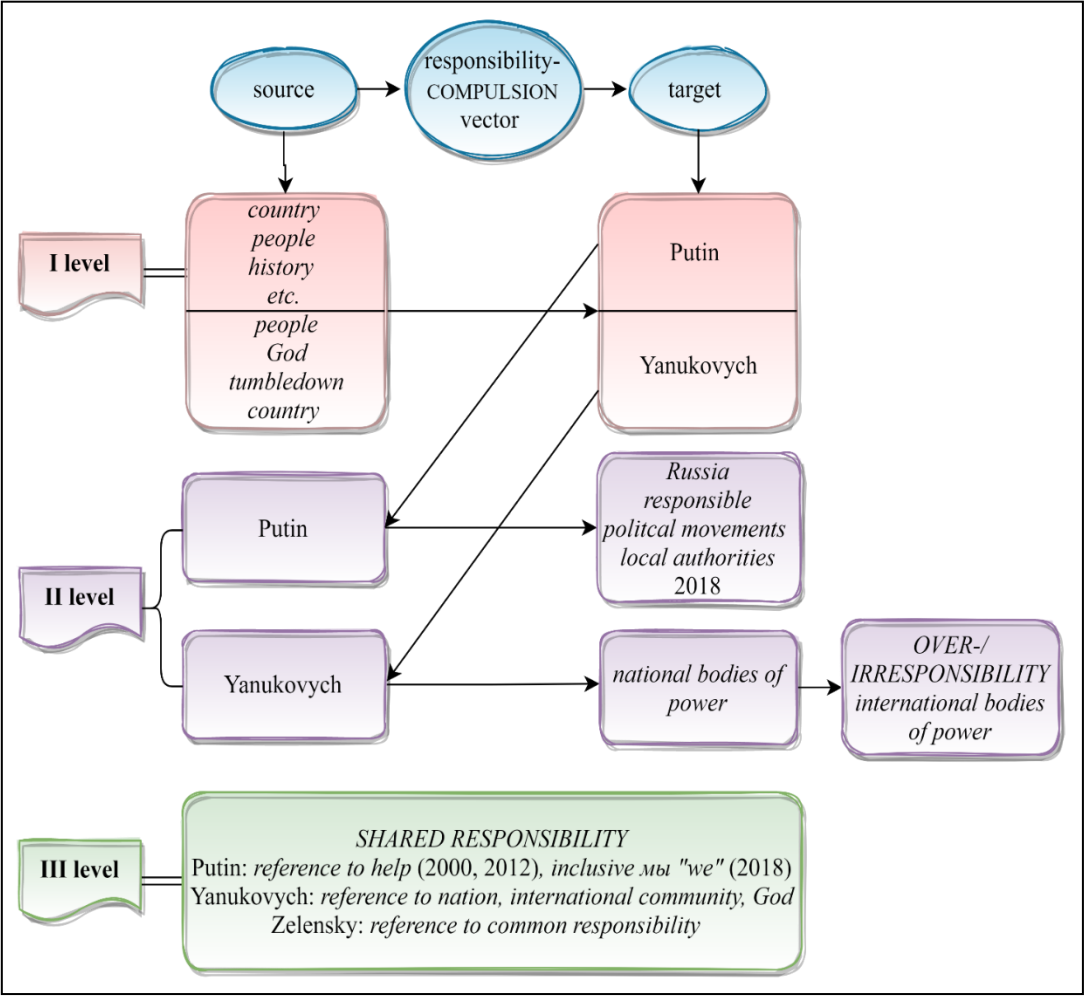 source
responsibility-
COMPULSION
vector
target
I level
country
people
history
etc.
people
God
tumbledown
country
Putin
Yanukovych
II level
Putin
Russia
responsible
politcal movements
local authorities
2018
Yanukovych
national bodies of
power
OVER-/
IRRESPONSIBILITY
international bodies
of power
III level
SHARED RESPONSIBILITY
Putin: reference to help (2000, 2012), inclusive мы "we" (2018)
Yanukovych: reference to nation, international community, God
Zelensky: reference to common responsibility